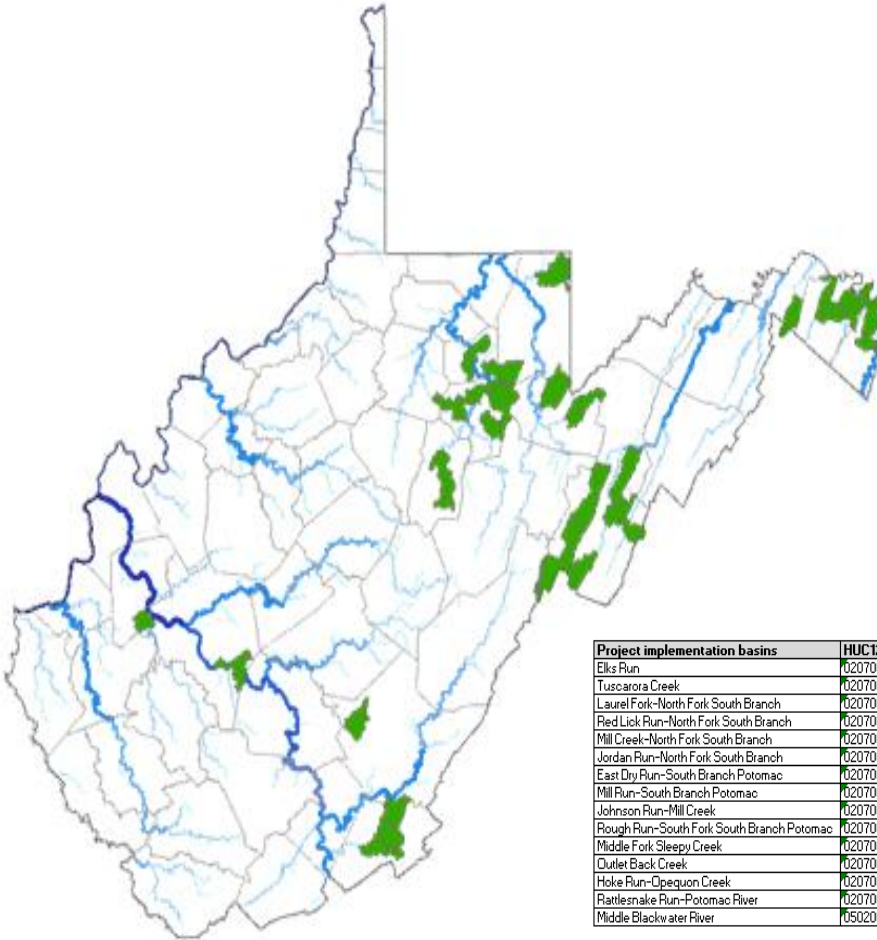 Project implementation basins HUC12
Elks Run 02070
Tuscarora Creek 02070
Laurel Fork-North Fork South Branch 02070
Red Lick Run-North Fork South Branch 02070
Mill Creek-North Fork South Branch 02070
Jordan Run-North Fork South Branch 02070
East Dry Run-South Branch Potomac 02070
Mill Run-South Branch Potomac 02070
Johnson Run-Mill Creek 02070
Rough Run-South Fork South Branch Potomac 02070
Middle Fork Sleepy Creek 02070
Outlet Back Creek 02070
Hoke Run-Opequon Creek 02070
Rattlesnake Run-Potomac River 02070
Middle Blackwater River 05020